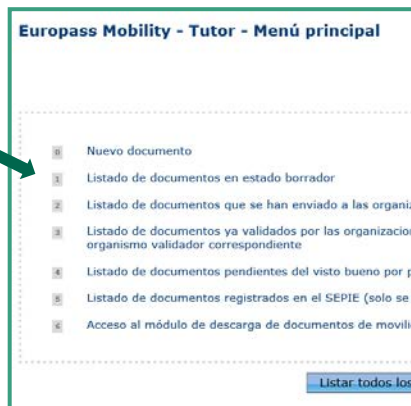 Europass Mobility - Tutor - Menú principal
0 Nuevo documento
1 Listado de documentos en estado borrador
2 Listado de documentos que se han enviado a las
3 Listado de documentos ya validados por las
organismo validador correspondiente
4 Listado de documentos pendientes del visto bueno por
5 Listado de documentos registrados en el SEPIE (solo se
6 Acceso al módulo de descarga de documentos de
Listar todos los